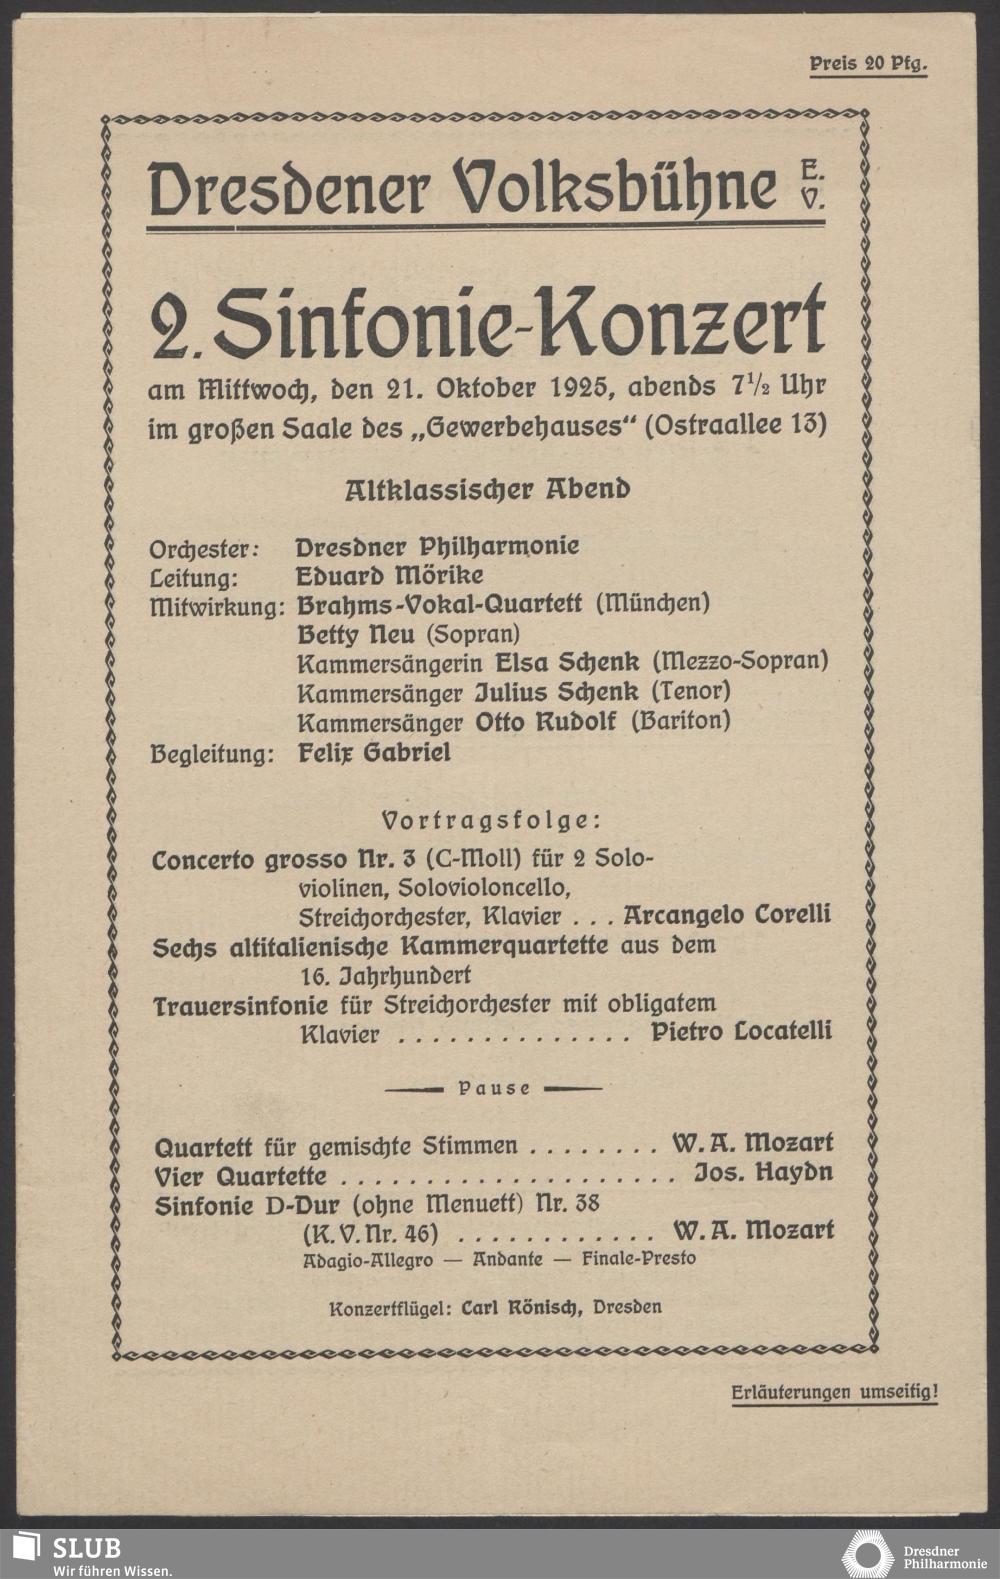 Preis 20 Pfg.
Dresdener Volksbühne E. V.
2. Sinfonie-Konzert
am Mittwoch, den 21. Oktober 1925, abends 7½ Uhr
im großen Saale des „Gewerbehauses“ (Ostraallee 13)
Altklassischer Abend
Orchester: Dresdner Philharmonie
Leitung: Eduard Mörike
Mitwirkung: Brahms-Vokal-Quartett (München)
Betty Neu (Sopran)
Kammersängerin Elsa Schenk (Mezzo-Sopran)
Kammersänger Julius Schenk (Tenor)
Kammersänger Otto Rudolf (Bariton)
Begleitung: Felix Gabriel
Vortragsfolge:
Concerto grosso Nr. 3 (C-Moll) für 2 Solo-
violinen, Solovioloncello,
Streichorchester, Klavier . . . Arcangelo Corelli
Sechs altitalienische Kammerquartette aus dem
16. Jahrhundert
Trauersinfonie für Streichorchester mit obligatem
Klavier . . . . . . . . . . . . . . Pietro Locatelli
Pause
Quartett für gemischte Stimmen . . . . . . . . W. A. Mozart
Vier Quartette . . . . . . . . . . . . . . . . . . . . Jos. Haydn
Sinfonie D-Dur (ohne Menuett) Nr. 38
(K. V. Nr. 46) . . . . . . . . . . . . W. A. Mozart
Adagio-Allegro — Andante — Finale-Presto
Konzertflügel: Carl Rönisch, Dresden
Erläuterungen umseitig!
SLUB
Wir führen Wissen.
Dresdner
Philharmonie